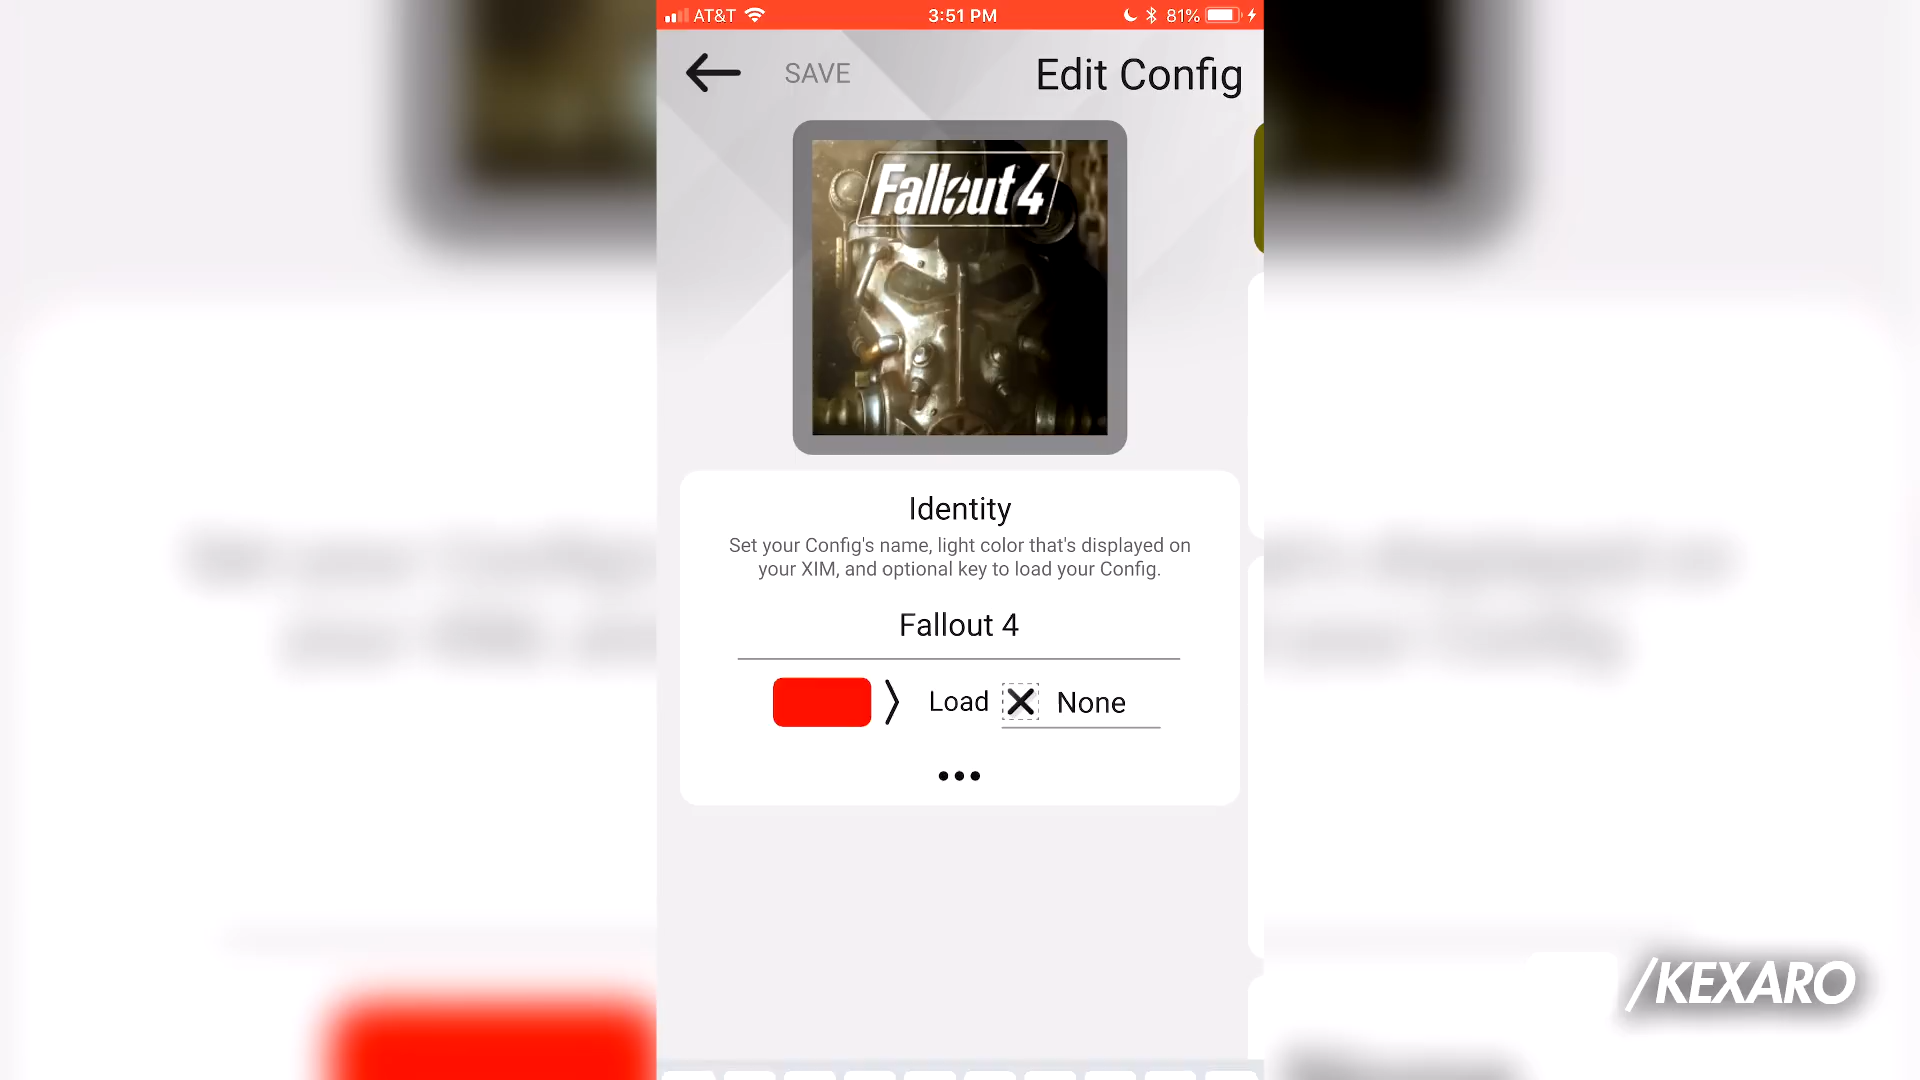 AT&T 3:51 PM 81%
SAVE Edit Config
Fallout 4
Identity
Set your Config's name, light color that's displayed on
your XIM, and optional key to load your Config.
Fallout 4
Load None
/KEXARO